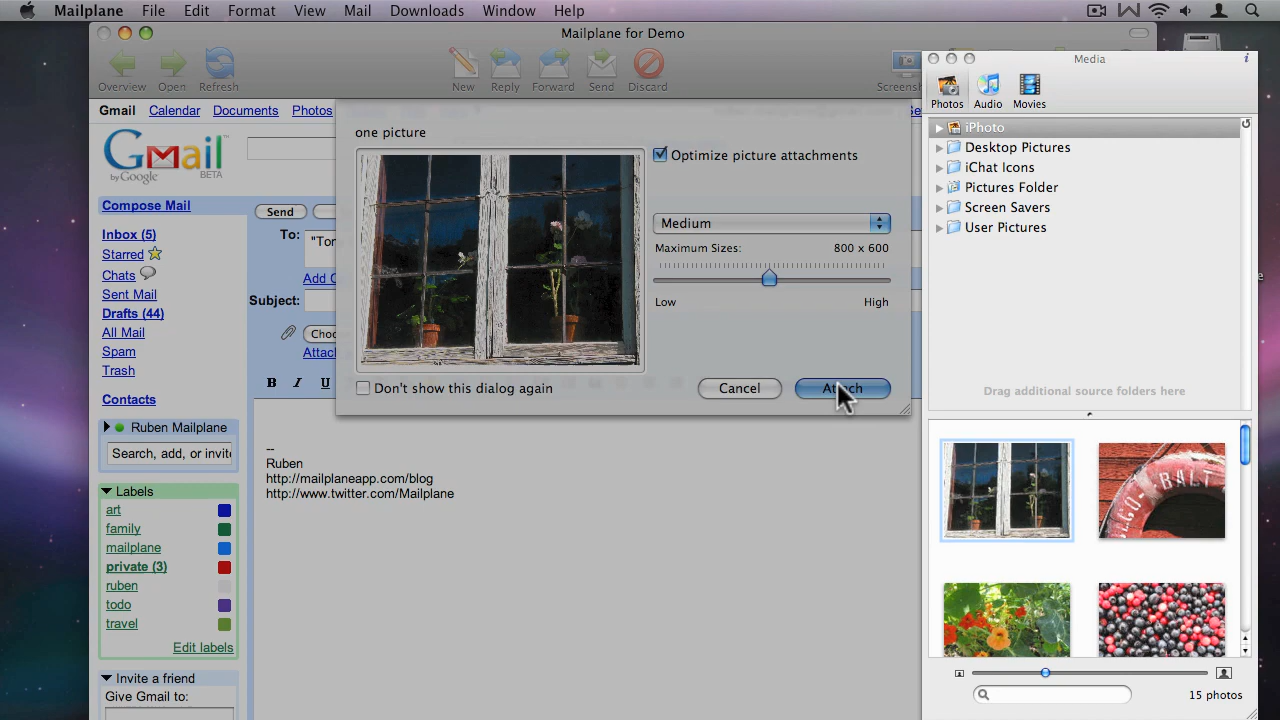 Mailplane File Edit Format View Mail Downloads Window Help
Mailplane for Demo
Overview Open Refresh New Reply Forward Send Discard
Gmail Calendar Documents Photos
Gmail
by Google BETA
Compose Mail
Inbox (5)
Starred
Chats
Sent Mail
Drafts (44)
All Mail
Spam
Trash
Contacts
Ruben Mailplane
Search, add, or invite
Labels
art
family
mailplane
private (3)
ruben
todo
travel
Edit labels
Invite a friend
Give Gmail to:
Send
To:
Subject:
B I U
--
Ruben
http://mailplaneapp.com/blog
http://www.twitter.com/Mailplane
one picture
Optimize picture attachments
Medium
Maximum Sizes: 800 x 600
Low High
Don't show this dialog again
Cancel Attach
Media
Photos Audio Movies
iPhoto
Desktop Pictures
iChat Icons
Pictures Folder
Screen Savers
User Pictures
Drag additional source folders here
15 photos